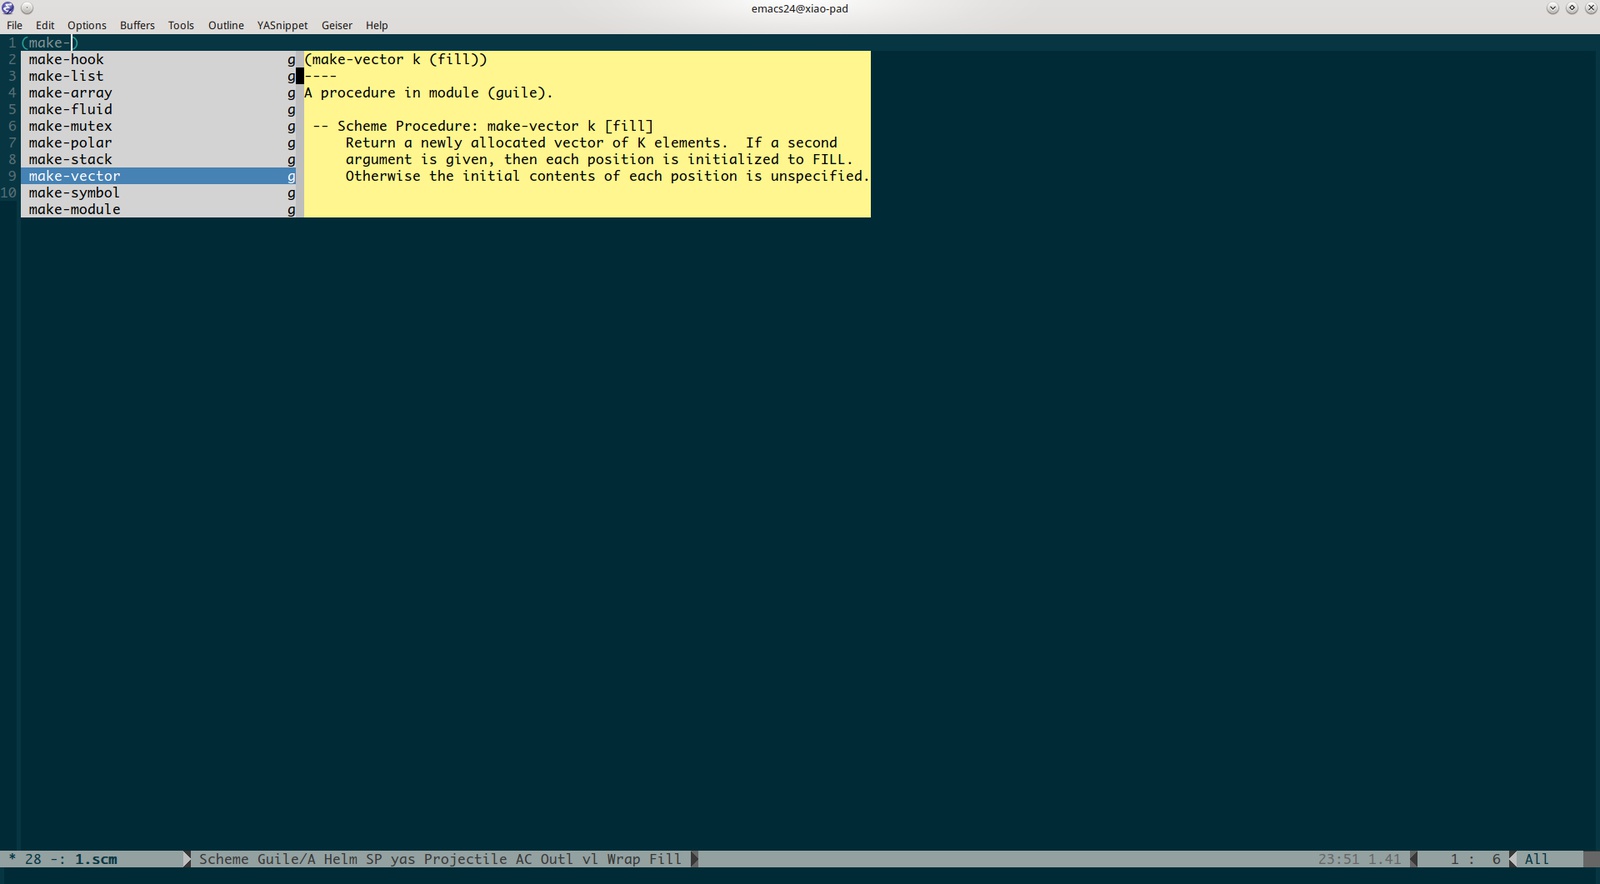 emacs24@xiao-pad
File Edit Options Buffers Tools Outline YASnippet Geiser Help
1 (make-)
2 make-hook g (make-vector k (fill))
3 make-list g ----
4 make-array g A procedure in module (guile).
5 make-fluid g
6 make-mutex g -- Scheme Procedure: make-vector k [fill]
7 make-polar g Return a newly allocated vector of K elements. If a second
8 make-stack g argument is given, then each position is initialized to FILL.
9 make-vector g Otherwise the initial contents of each position is unspecified.
10 make-symbol g
make-module g
* 28 -: 1.scm Scheme Guile/A Helm SP yas Projectile AC Outl vl Wrap Fill 23:51 1.41 1 : 6 All